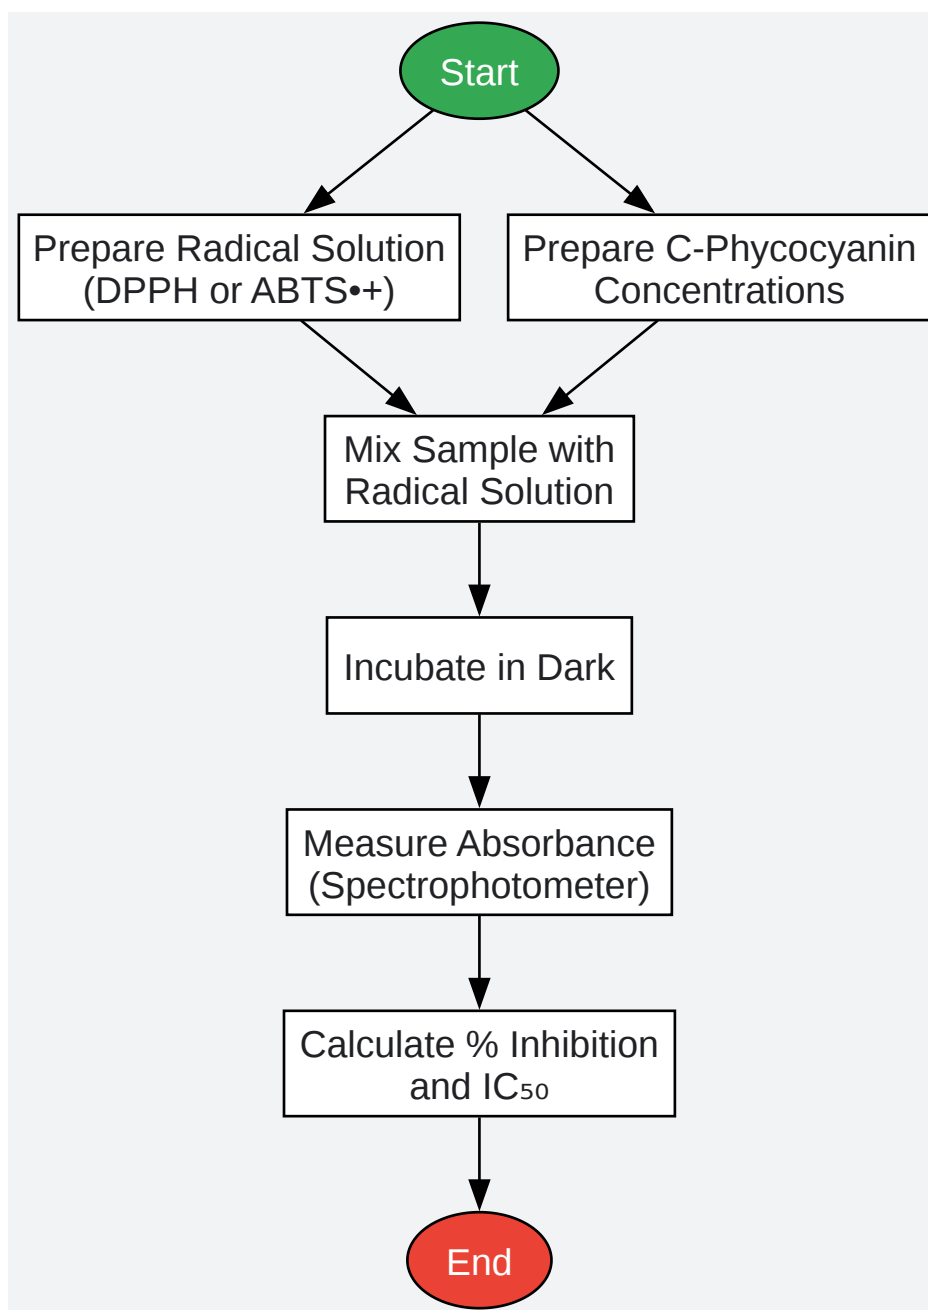 Start
Prepare Radical Solution
(DPPH or ABTS•+)
Prepare C-Phycocyanin
Concentrations
Mix Sample with
Radical Solution
Incubate in Dark
Measure Absorbance
(Spectrophotometer)
Calculate % Inhibition
and IC₅₀
End